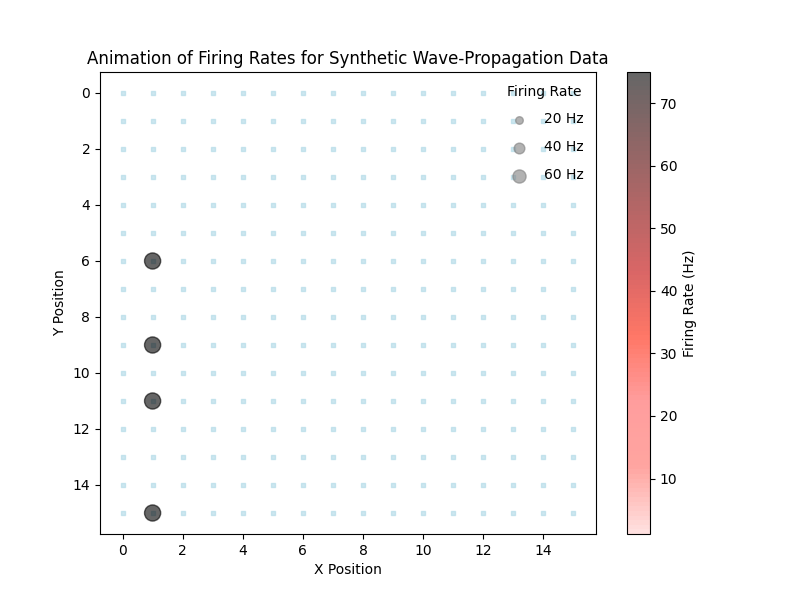 Animation of Firing Rates for Synthetic Wave-Propagation Data
Firing Rate
20 Hz
40 Hz
60 Hz
0
2
4
6
8
10
12
14
Y Position
0
2
4
6
8
10
12
14
X Position
70
60
50
40
30
20
10
Firing Rate (Hz)